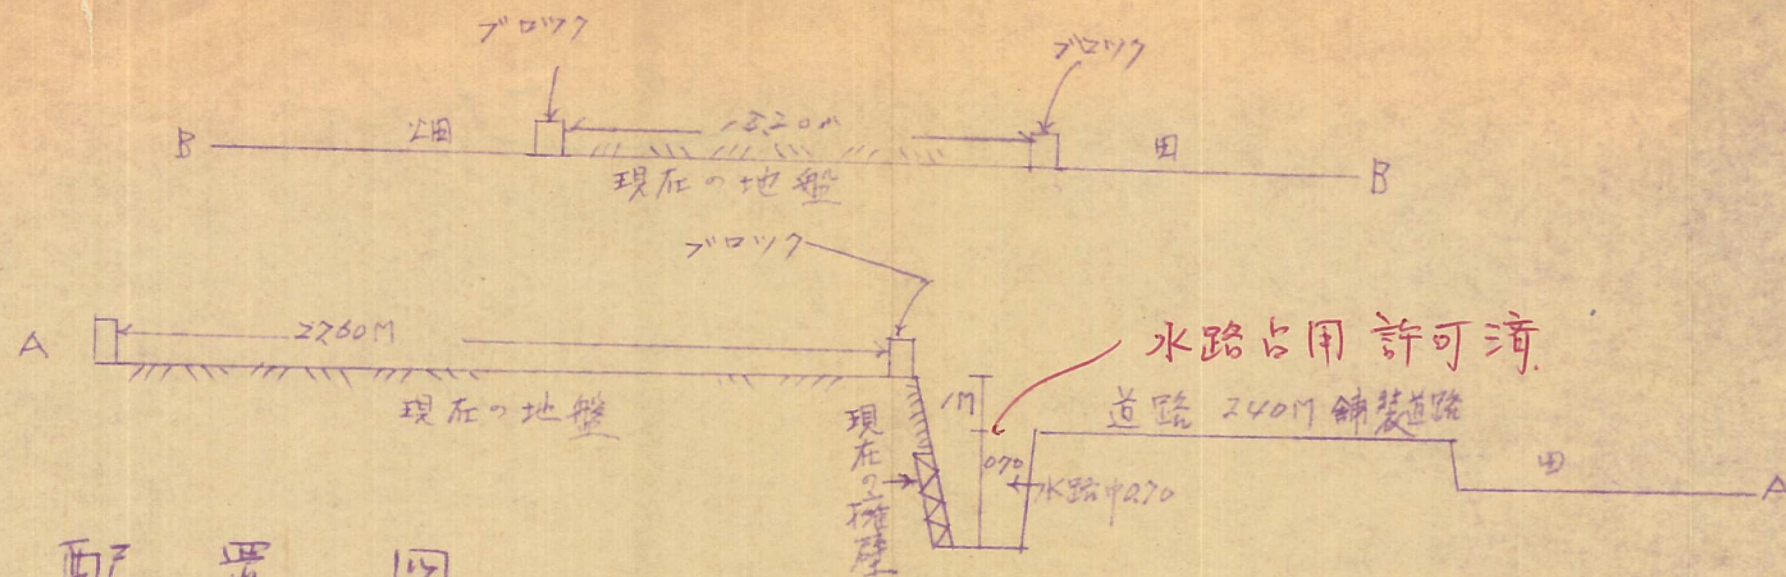 ブロック
ブロック
B 畑 18.20m 田 B
現在の地盤
ブロック
A 27.60M
水路占用 許可済
現在の地盤
現在の擁壁
1M
道路 2.40M 舗装道路
0.70
水路巾0.70
田 A
配置図